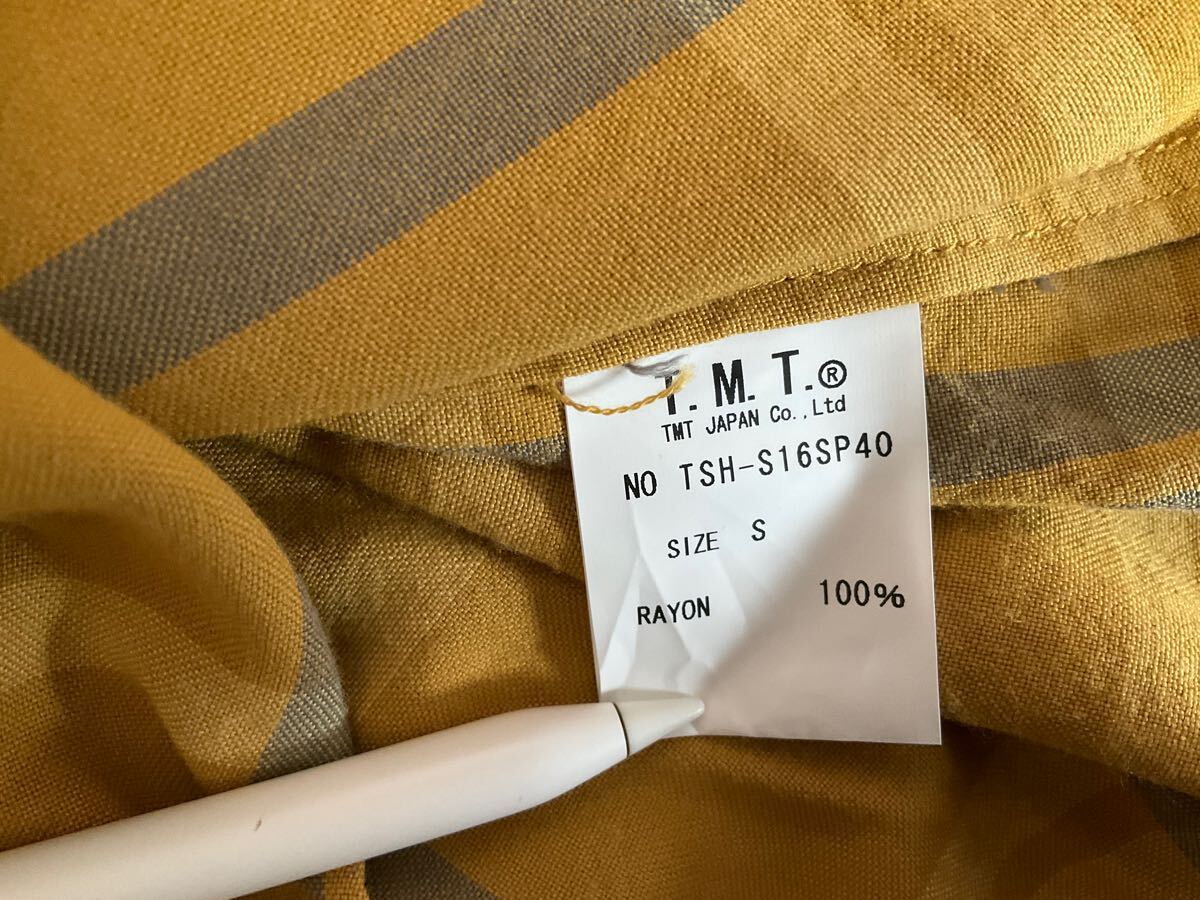 T.M.T.®
TMT JAPAN Co.,Ltd
NO TSH-S16SP40
SIZE S
RAYON 100%